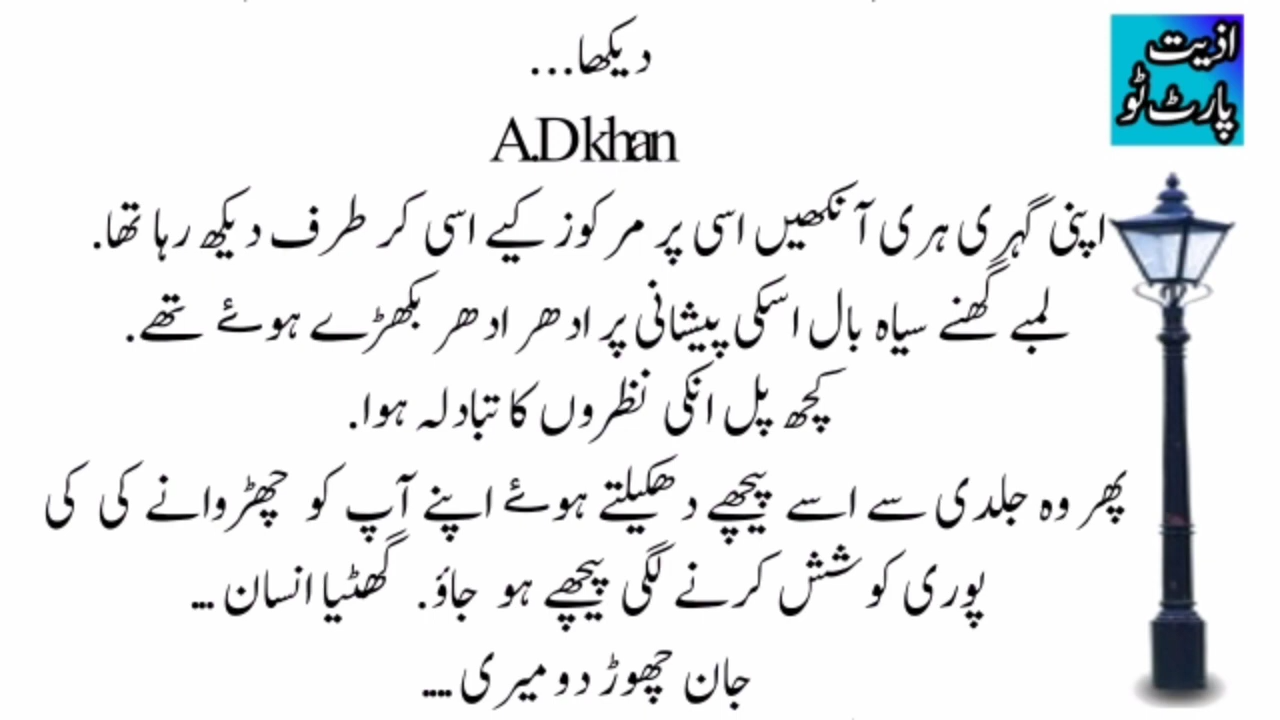 دیکھا...
A.D khan
اپنی گہری ہری آنکھیں اسی پر مرکوز کیے اسی کر طرف دیکھ رہا تھا.
لمبے گھنے سیاہ بال اسکی پیشانی پر ادھر ادھر بکھڑے ہوئے تھے.
کچھ پل انکی نظروں کا تبادلہ ہوا.
پھر وہ جلدی سے اسے پیچھے دھکیلتے ہوئے اپنے آپ کو چھڑوانے کی کی
پوری کوشش کرنے لگی پیچھے ہو جاؤ. گھٹیا انسان ...
جان چھوڑ دو میری ....
اذیت
پارٹ ٹو